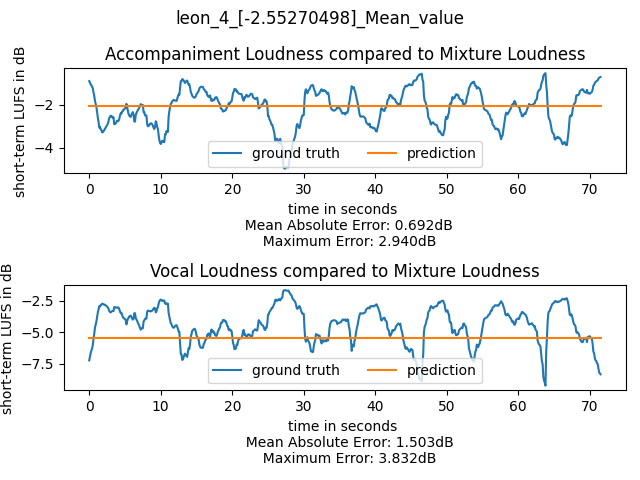 leon_4_[-2.55270498]_Mean_value
Accompaniment Loudness compared to Mixture Loudness
short-term LUFS in dB
−2
−4
ground truth prediction
0 10 20 30 40 50 60 70
time in seconds
Mean Absolute Error: 0.692dB
Maximum Error: 2.940dB
Vocal Loudness compared to Mixture Loudness
short-term LUFS in dB
−2.5
−5.0
−7.5
ground truth prediction
0 10 20 30 40 50 60 70
time in seconds
Mean Absolute Error: 1.503dB
Maximum Error: 3.832dB